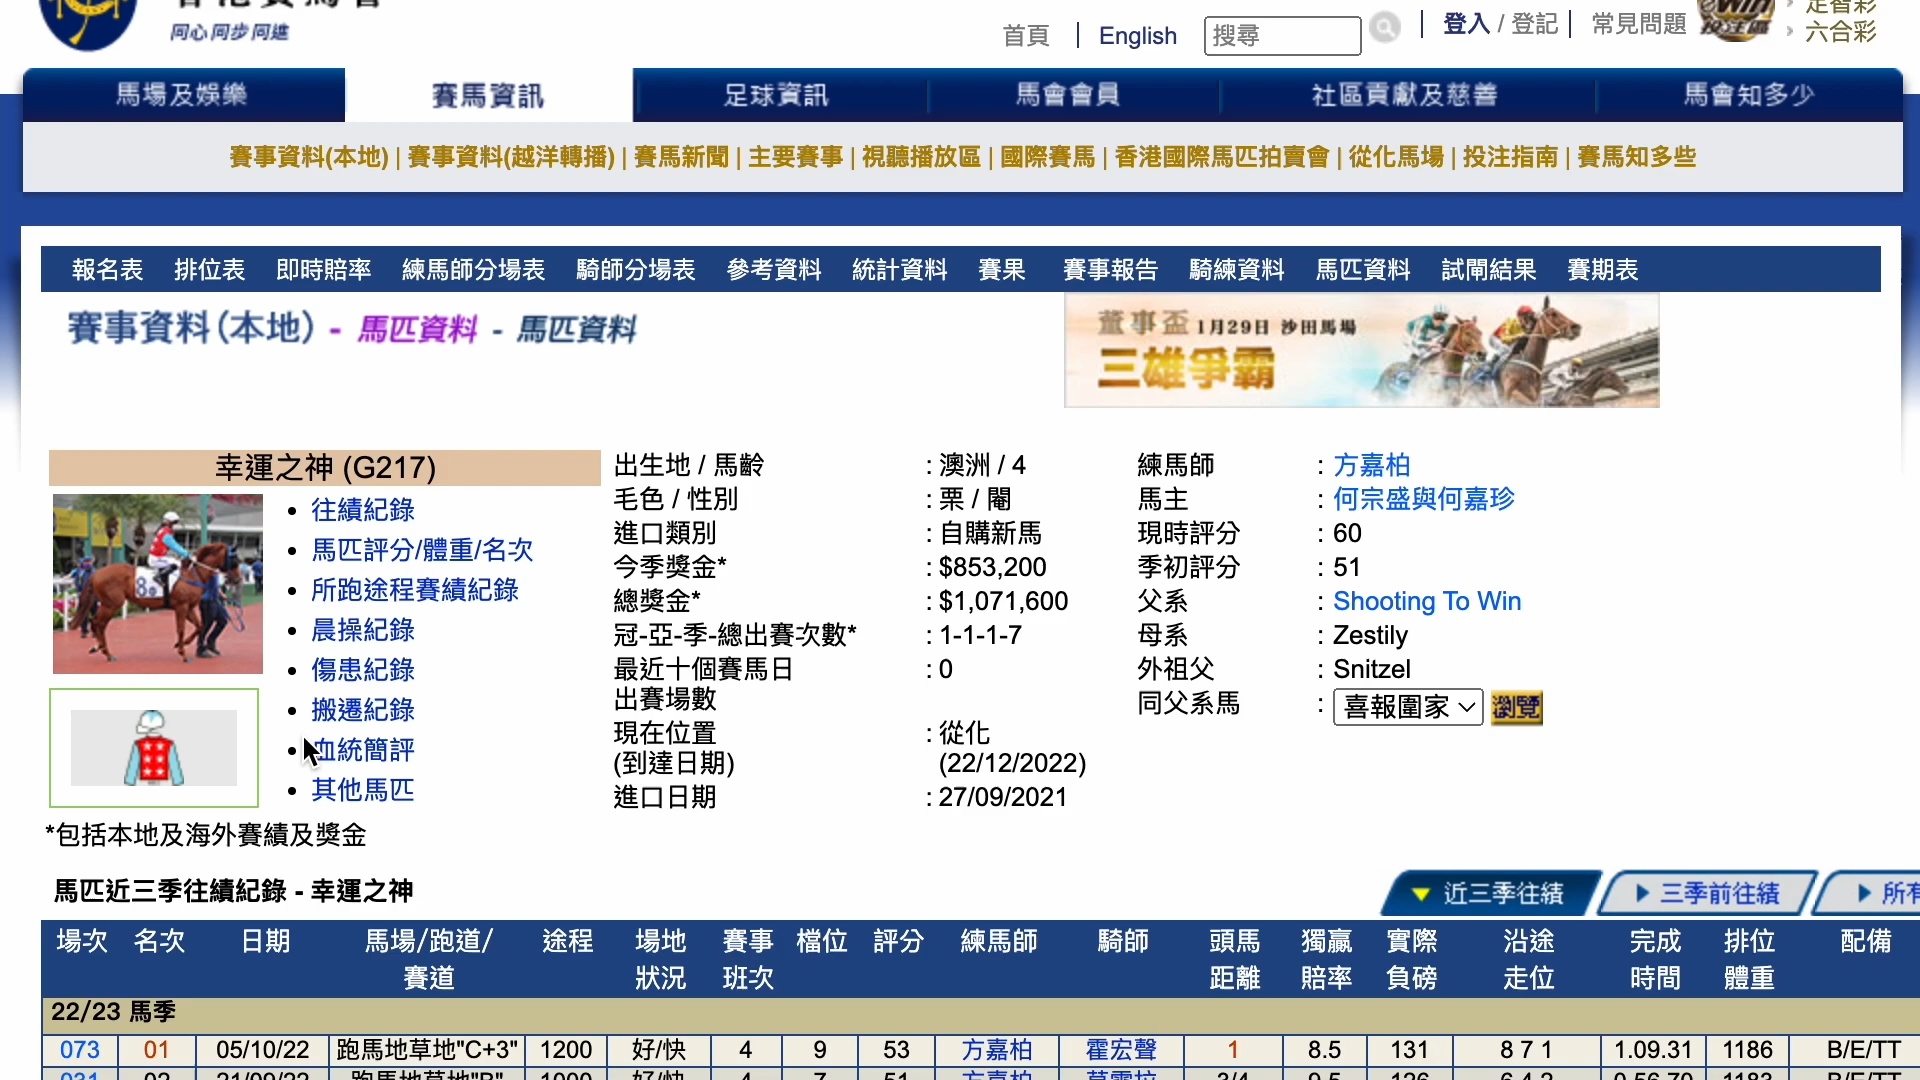 同心同步同進
首頁 | English 搜尋 | 登入 / 登記 | 常見問題
六合彩
馬場及娛樂 賽馬資訊 足球資訊 馬會會員 社區貢獻及慈善 馬會知多少
賽事資料(本地) | 賽事資料(越洋轉播) | 賽馬新聞 | 主要賽事 | 視聽播放區 | 國際賽馬 | 香港國際馬匹拍賣會 | 從化馬場 | 投注指南 | 賽馬知多些
報名表 排位表 即時賠率 練馬師分場表 騎師分場表 參考資料 統計資料 賽果 賽事報告 騎練資料 馬匹資料 試閘結果 賽期表
賽事資料(本地) - 馬匹資料 - 馬匹資料
董事盃 1月29日 沙田馬場
三雄爭霸
幸運之神 (G217)
往績紀錄
馬匹評分/體重/名次
所跑途程賽績紀錄
晨操紀錄
傷患紀錄
搬遷紀錄
血統簡評
其他馬匹
*包括本地及海外賽績及獎金
出生地 / 馬齡 : 澳洲 / 4
毛色 / 性別 : 栗 / 閹
進口類別 : 自購新馬
今季獎金* : $853,200
總獎金* : $1,071,600
冠-亞-季-總出賽次數* : 1-1-1-7
最近十個賽馬日 : 0
出賽場數
現在位置 : 從化
(到達日期) (22/12/2022)
進口日期 : 27/09/2021
練馬師 : 方嘉柏
馬主 : 何宗盛與何嘉珍
現時評分 : 60
季初評分 : 51
父系 : Shooting To Win
母系 : Zestily
外祖父 : Snitzel
同父系馬 : 喜報圍家 瀏覽
馬匹近三季往績紀錄 - 幸運之神
近三季往績 三季前往績
場次 名次 日期 馬場/跑道/ 途程 場地 賽事 檔位 評分 練馬師 騎師 頭馬 獨贏 實際 沿途 完成 排位 配備
賽道 狀況 班次 距離 賠率 負磅 走位 時間 體重
22/23 馬季
073 01 05/10/22 跑馬地草地"C+3" 1200 好/快 4 9 53 方嘉柏 霍宏聲 1 8.5 131 8 7 1 1.09.31 1186 B/E/TT